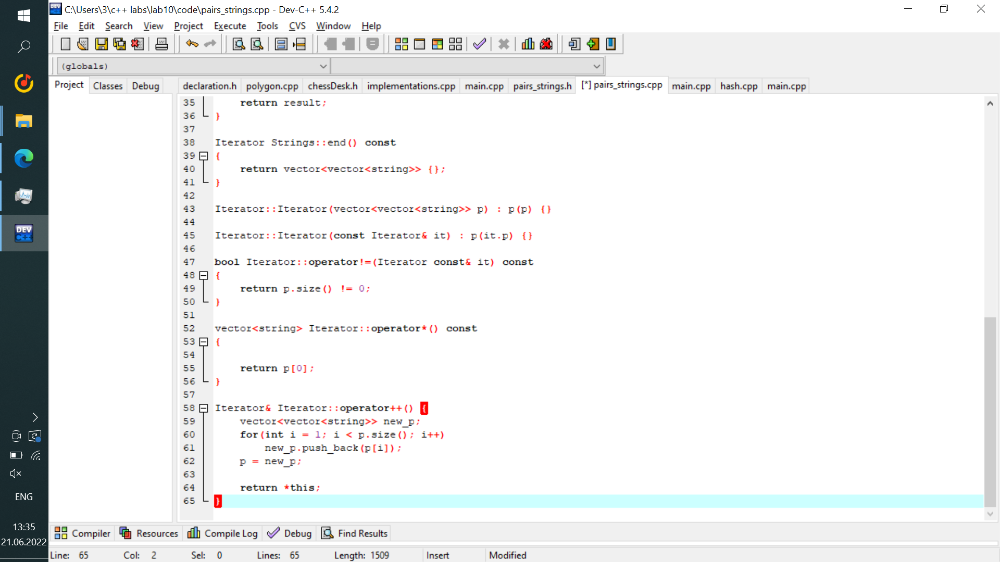 C:\Users\3\c++ labs\lab10\code\pairs_strings.cpp - Dev-C++ 5.4.2
File Edit Search View Project Execute Tools CVS Window Help
(globals)
Project Classes Debug
declaration.h polygon.cpp chessDesk.h implementations.cpp main.cpp pairs_strings.h [*] pairs_strings.cpp main.cpp hash.cpp main.cpp
35 return result;
36 }
37
38 Iterator Strings::end() const
39 {
40 return vector<vector<string>> {};
41 }
42
43 Iterator::Iterator(vector<vector<string>> p) : p(p) {}
44
45 Iterator::Iterator(const Iterator& it) : p(it.p) {}
46
47 bool Iterator::operator!=(Iterator const& it) const
48 {
49 return p.size() != 0;
50 }
51
52 vector<string> Iterator::operator*() const
53 {
54
55 return p[0];
56 }
57
58 Iterator& Iterator::operator++() {
59 vector<vector<string>> new_p;
60 for(int i = 1; i < p.size(); i++)
61 new_p.push_back(p[i]);
62 p = new_p;
63
64 return *this;
65 }
Compiler Resources Compile Log Debug Find Results
Line: 65 Col: 2 Sel: 0 Lines: 65 Length: 1509 Insert Modified
DEV
C++
ENG
13:35
21.06.2022